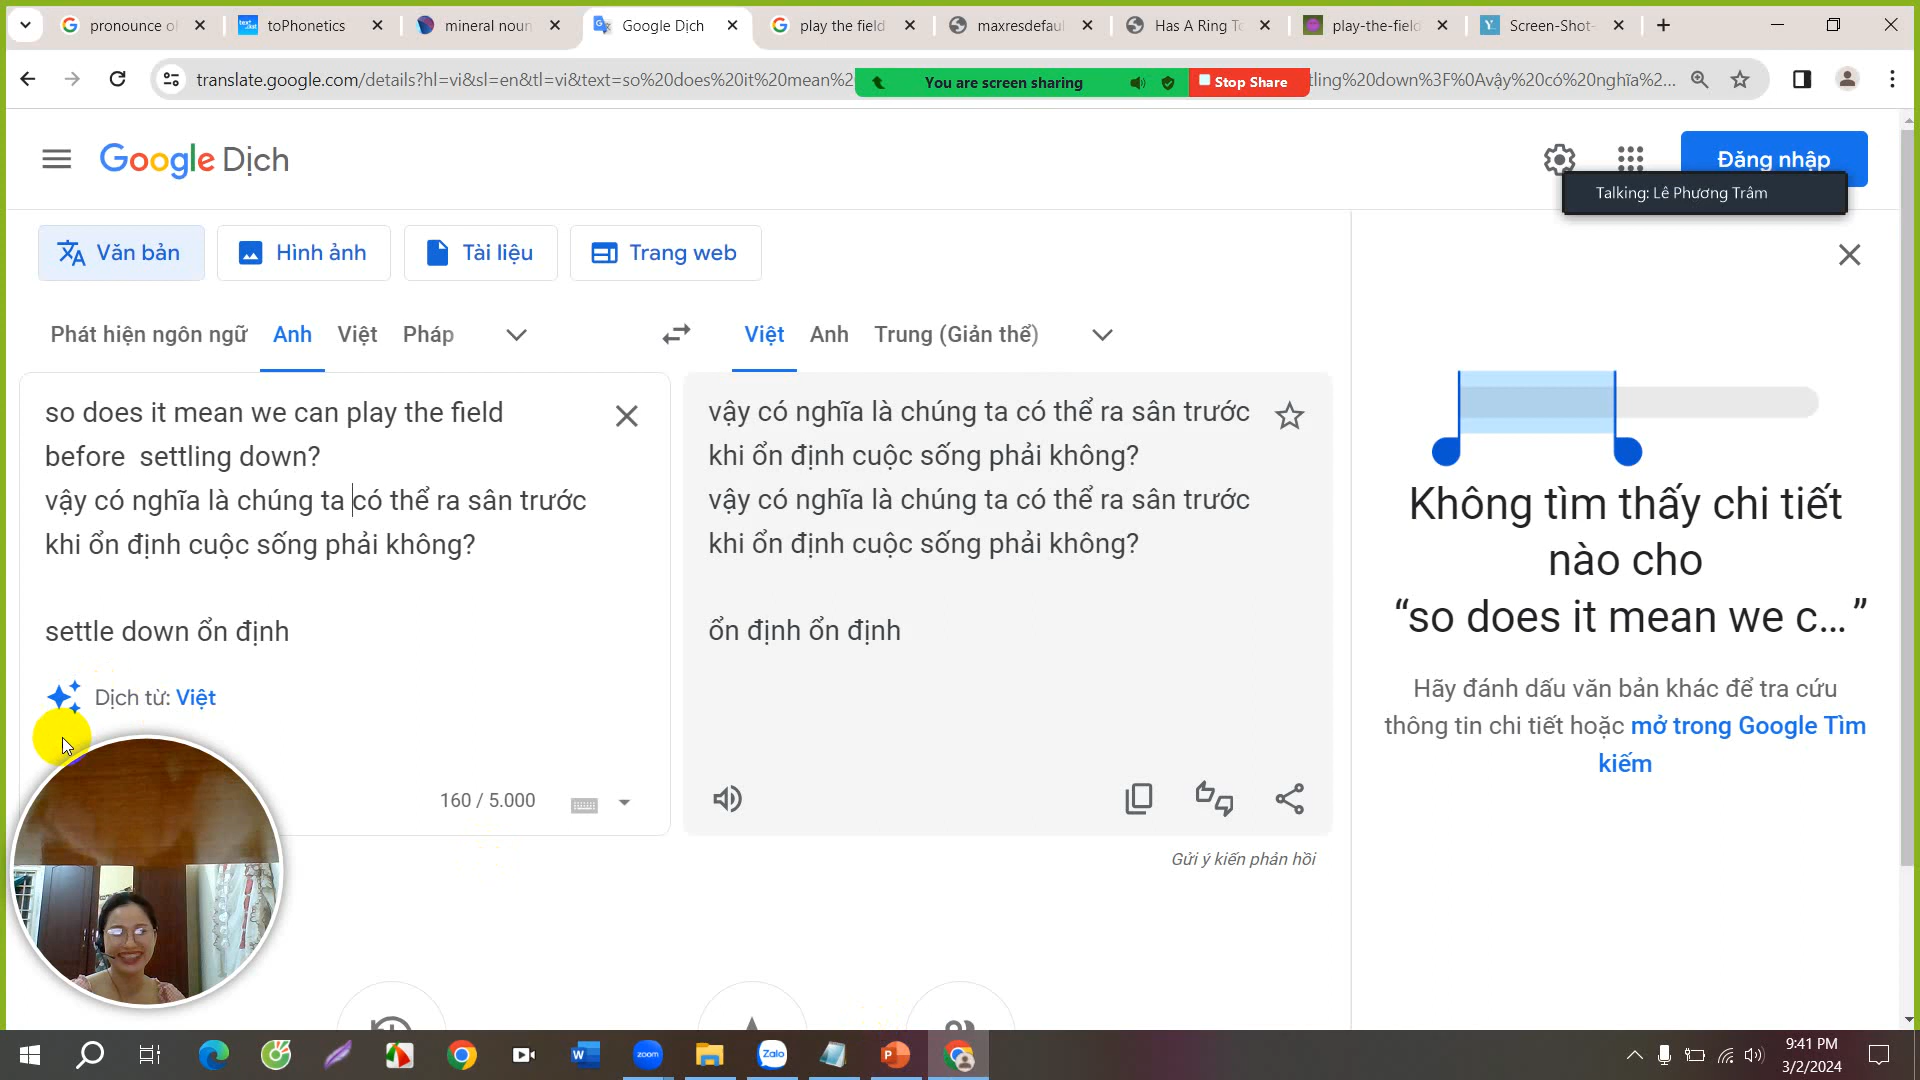 pronounce o
toPhonetics
mineral noun
Google Dịch
play the field
maxresdefau
Has A Ring To
play-the-field
Screen-Shot-
translate.google.com/details?hl=vi&sl=en&tl=vi&text=so%20does%20it%20mean%2
You are screen sharing
Stop Share
tling%20down%3F%0Avậy%20có%20nghĩa%2...
Google Dịch
Đăng nhập
Talking: Lê Phương Trâm
Văn bản
Hình ảnh
Tài liệu
Trang web
Phát hiện ngôn ngữ
Anh
Việt
Pháp
Việt
Anh
Trung (Giản thể)
so does it mean we can play the field
before settling down?
vậy có nghĩa là chúng ta có thể ra sân trước
khi ổn định cuộc sống phải không?
settle down ổn định
Dịch từ: Việt
160 / 5.000
vậy có nghĩa là chúng ta có thể ra sân trước
khi ổn định cuộc sống phải không?
vậy có nghĩa là chúng ta có thể ra sân trước
khi ổn định cuộc sống phải không?
ổn định ổn định
Gửi ý kiến phản hồi
Không tìm thấy chi tiết
nào cho
“so does it mean we c... ”
Hãy đánh dấu văn bản khác để tra cứu
thông tin chi tiết hoặc mở trong Google Tìm
kiếm
zoom
Zalo
9:41 PM
3/2/2024